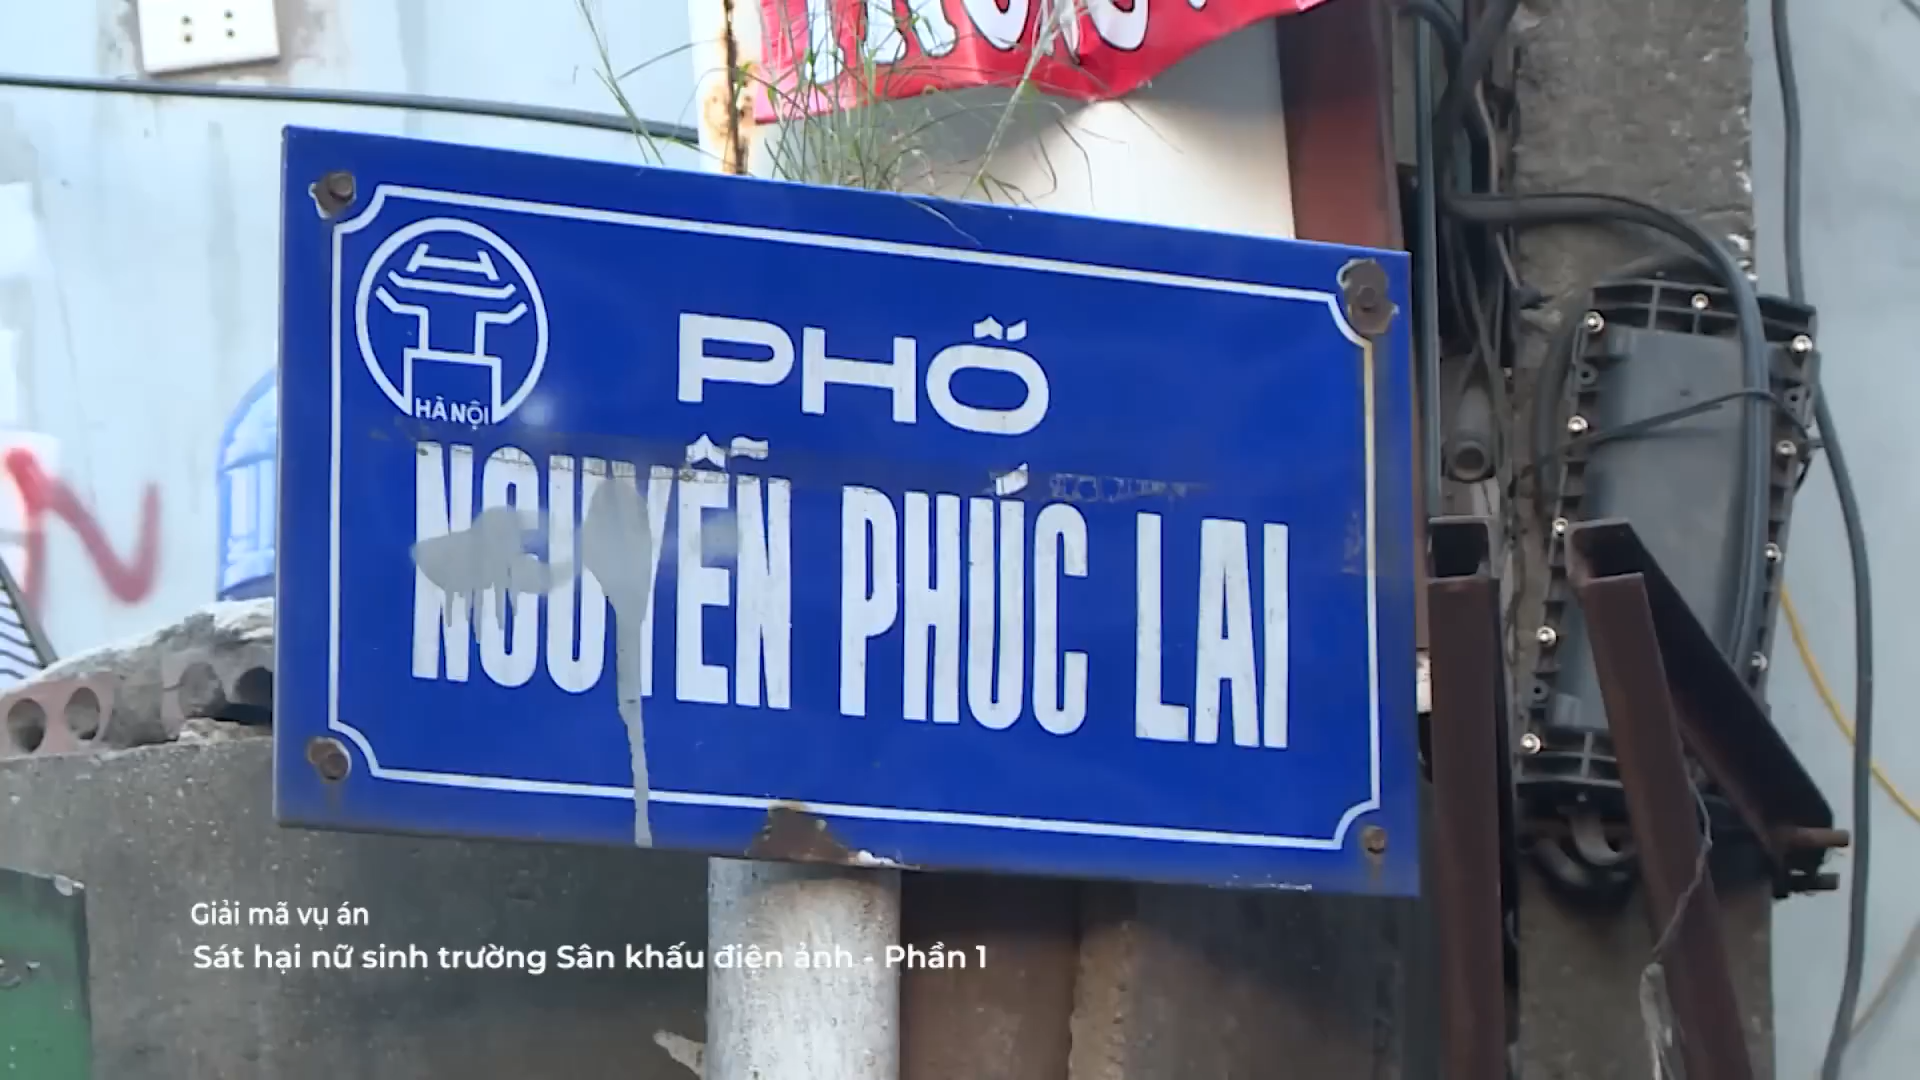 HÀ NỘI
PHỐ
NGUYỄN PHÚC LAI
Giải mã vụ án
Sát hại nữ sinh trường Sân khấu điện ảnh - Phần 1